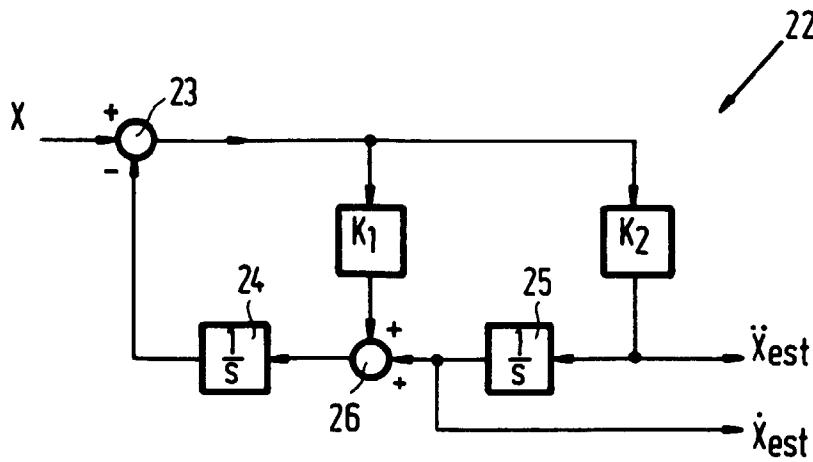 22
23
+
X
-
K1
K2
24
25
+
1/s
+
1/s
Ẍest
26
Ẋest